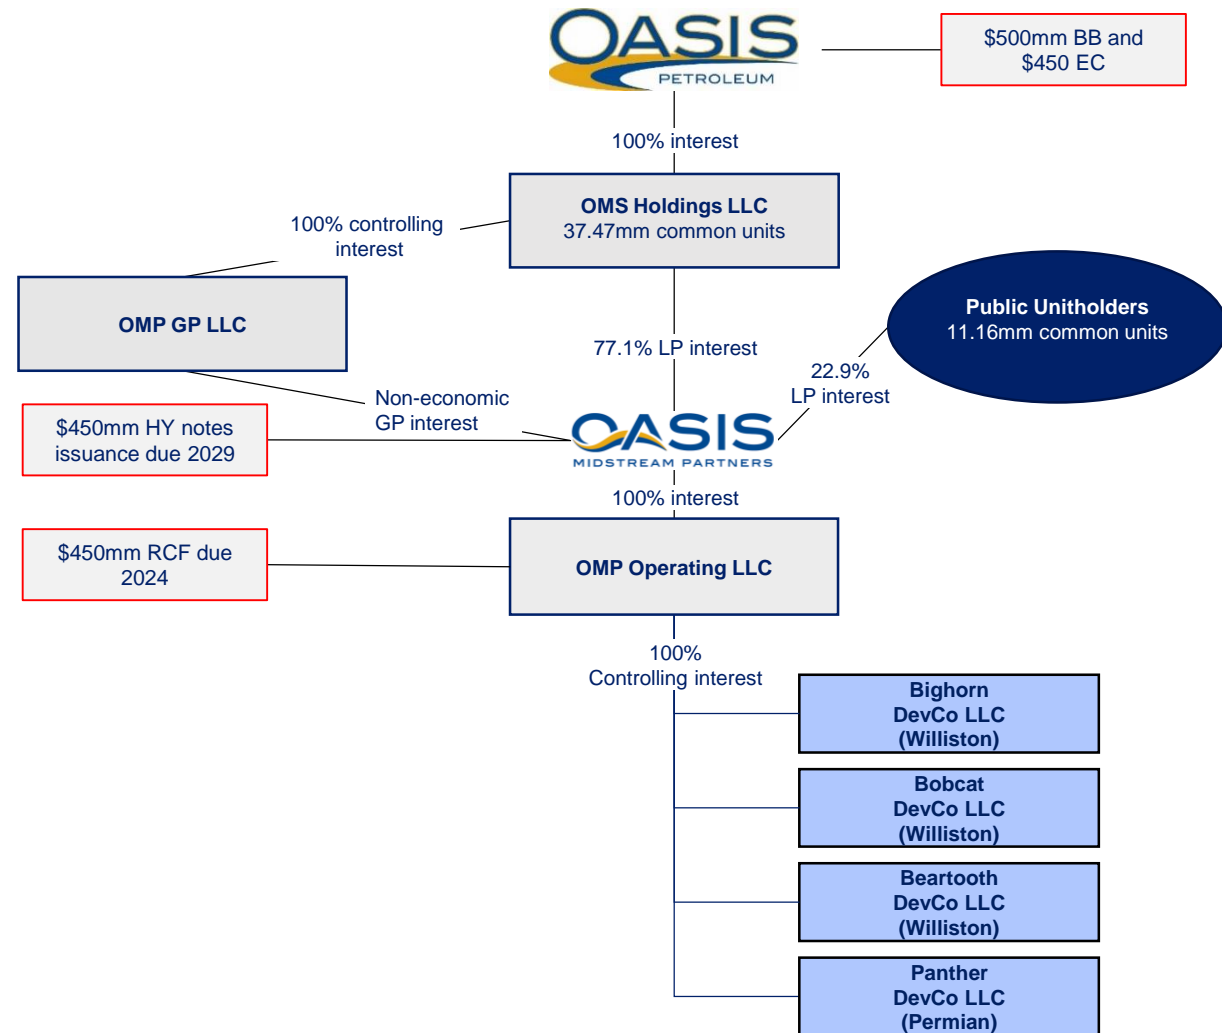 OASIS
PETROLEUM
$500mm BB and
$450 EC
100% interest
OMS Holdings LLC
37.47mm common units
100% controlling
interest
OMP GP LLC
Public Unitholders
11.16mm common units
77.1% LP interest
22.9%
LP interest
Non-economic
GP interest
$450mm HY notes
issuance due 2029
OASIS
MIDSTREAM PARTNERS
100% interest
$450mm RCF due
2024
OMP Operating LLC
100%
Controlling interest
Bighorn
DevCo LLC
(Williston)
Bobcat
DevCo LLC
(Williston)
Beartooth
DevCo LLC
(Williston)
Panther
DevCo LLC
(Permian)